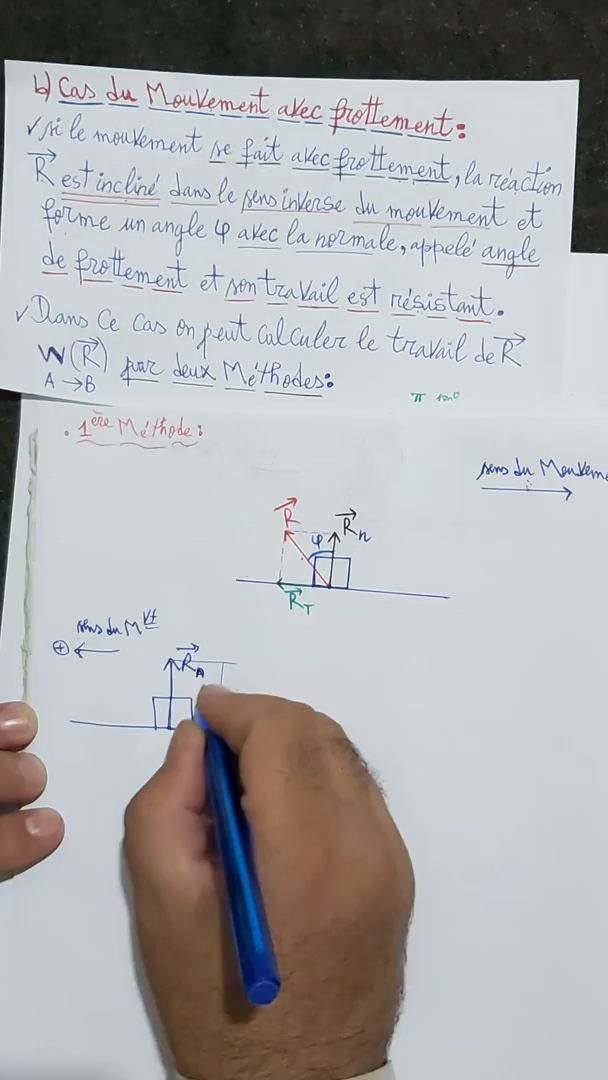 b) Cas du Mouvement avec frottement:
✓ si le mouvement se fait avec frottement, la réaction
R est incliné dans le sens inverse du mouvement et
forme un angle φ avec la normale, appelé angle
de frottement et son travail est résistant.
✓ Dans ce cas on peut calculer le travail de R
W(R) par deux Méthodes:
A → B
. 1ère Méthode:
sens du Mouveme
R
φ
Rn
RT
sens du Mvt
⊕